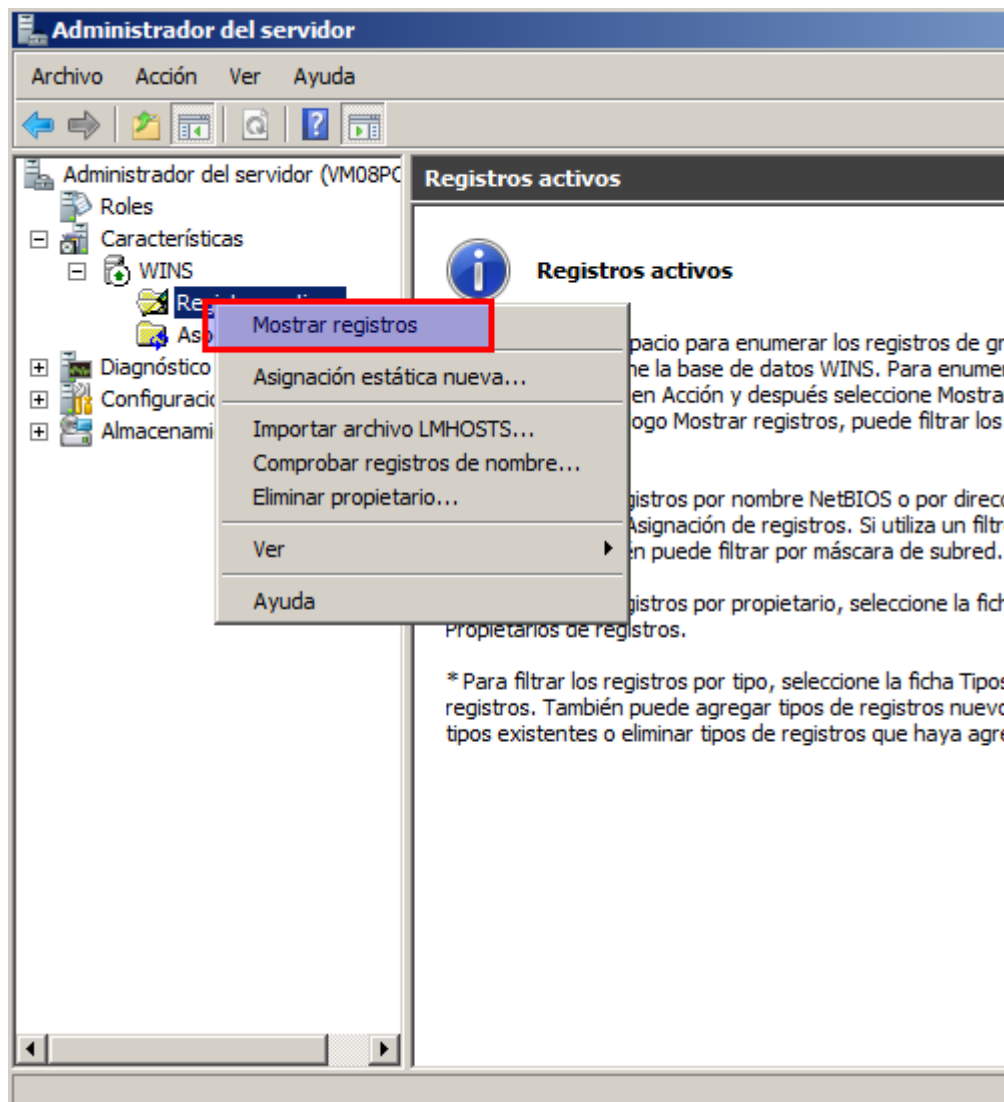 Administrador del servidor
Archivo Acción Ver Ayuda
Administrador del servidor (VM08PC
Roles
Características
WINS
Diagnóstico
Configuraci
Almacenami
Mostrar registros
Asignación estática nueva...
Importar archivo LMHOSTS...
Comprobar registros de nombre...
Eliminar propietario...
Ver
Ayuda
Registros activos
Registros activos
pacio para enumerar los registros de gr
ne la base de datos WINS. Para enumer
en Acción y después seleccione Mostra
ogo Mostrar registros, puede filtrar los
gistros por nombre NetBIOS o por direcc
Asignación de registros. Si utiliza un filtr
én puede filtrar por máscara de subred.
gistros por propietario, seleccione la fich
Propietarios de registros.
* Para filtrar los registros por tipo, seleccione la ficha Tipos
registros. También puede agregar tipos de registros nuevo
tipos existentes o eliminar tipos de registros que haya agre